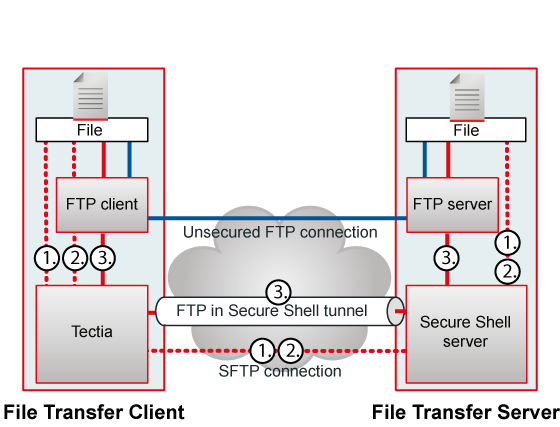 File
File
FTP client
FTP server
Unsecured FTP connection
1.
2.
3.
3.
1.
2.
3.
FTP in Secure Shell tunnel
Tectia
Secure Shell
server
1.
2.
SFTP connection
File Transfer Client
File Transfer Server